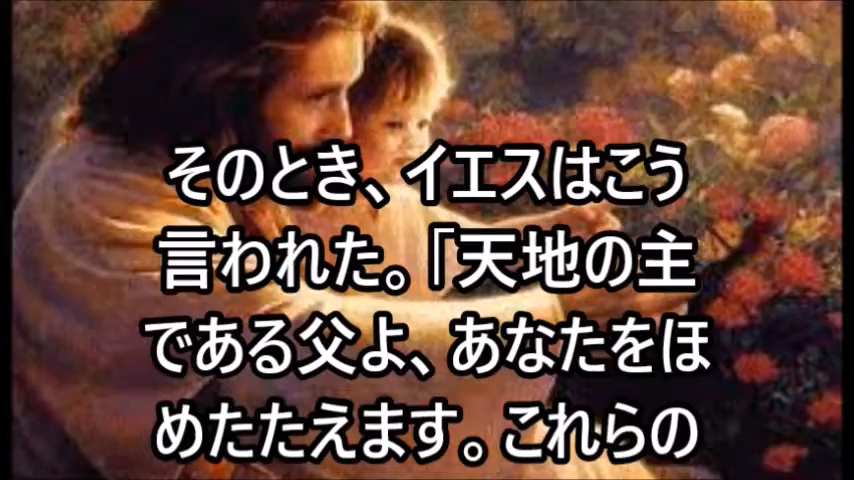 そのとき、イエスはこう
言われた。「天地の主
である父よ、あなたをほ
めたたえます。これらの